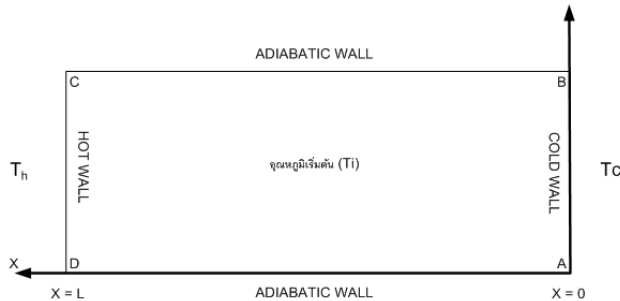 ADIABATIC WALL
C
B
HOT WALL
COLD WALL
Th
อุณหภูมิเริ่มต้น (Ti)
Tc
X
D
A
X = L
ADIABATIC WALL
X = 0